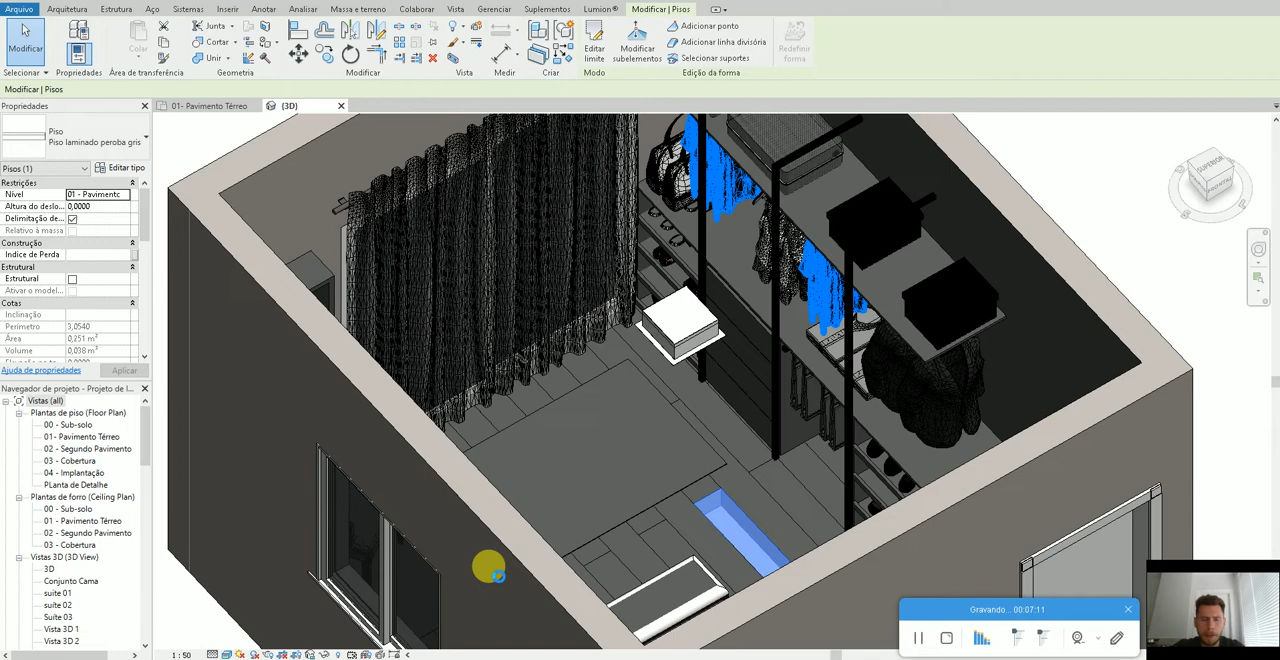 Arquivo Arquitetura Estrutura Aço Sistemas Inserir Anotar Analisar Massa e terreno Colaborar Vista Gerenciar Suplementos Lumion® Modificar | Pisos
Modificar
Selecionar
Propriedades
Colar
Área de transferência
Junta
Cortar
Unir
Geometria
Modificar
Vista
Medir
Criar
Editar limite
Modo
Modificar subelementos
Adicionar ponto
Adicionar linha divisória
Selecionar suportes
Edição da forma
Redefinir forma
Modificar | Pisos
Propriedades
01- Pavimento Térreo
(3D)
Piso
Piso laminado peroba gris
Pisos (1)
Editar tipo
Restrições
Nível 01 - Pavimentc
Altura do deslo... 0,0000
Delimitação de...
Relativo à massa
Construção
Indice de Perda
Estrutural
Estrutural
Ativar o model...
Cotas
Inclinação
Perímetro 3,0540
Área 0,251 m²
Volume 0,038 m³
Ajuda de propriedades
Aplicar
Navegador de projeto - Projeto de I...
Vistas (all)
Plantas de piso (Floor Plan)
00 - Sub-solo
01- Pavimento Térreo
02 - Segundo Pavimento
03 - Cobertura
04 - Implantação
PLanta de Detalhe
Plantas de forro (Ceiling Plan)
00 - Sub-solo
01 - Pavimento Térreo
02 - Segundo Pavimento
03 - Cobertura
Vistas 3D (3D View)
3D
Conjunto Cama
suíte 01
suíte 02
Suíte 03
Vista 3D 1
Vista 3D 2
1 : 50
SUPERIOR
Gravando... 00:07:11